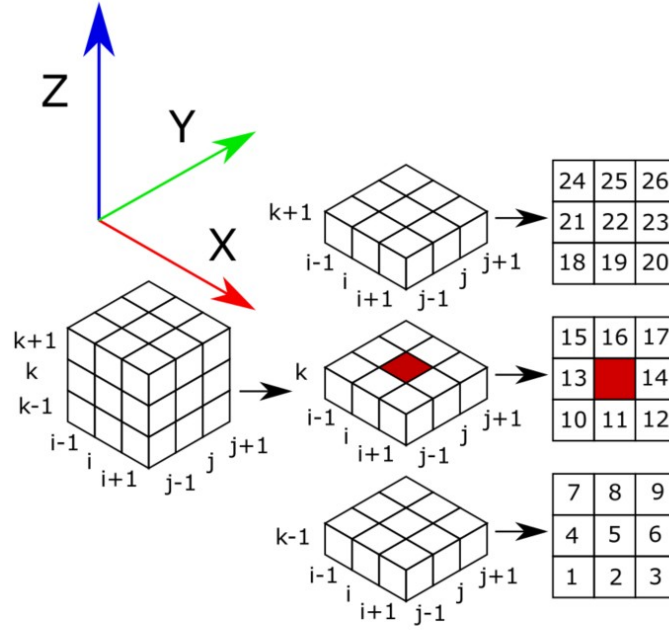 Z
Y
X
k+1
i-1
i
i+1
j-1
j
j+1
24 25 26
21 22 23
18 19 20
k+1
k
k-1
i-1
i
i+1
j-1
j
j+1
k
i-1
i
i+1
j-1
j
j+1
15 16 17
13 14
10 11 12
k-1
i-1
i
i+1
j-1
j
j+1
7 8 9
4 5 6
1 2 3